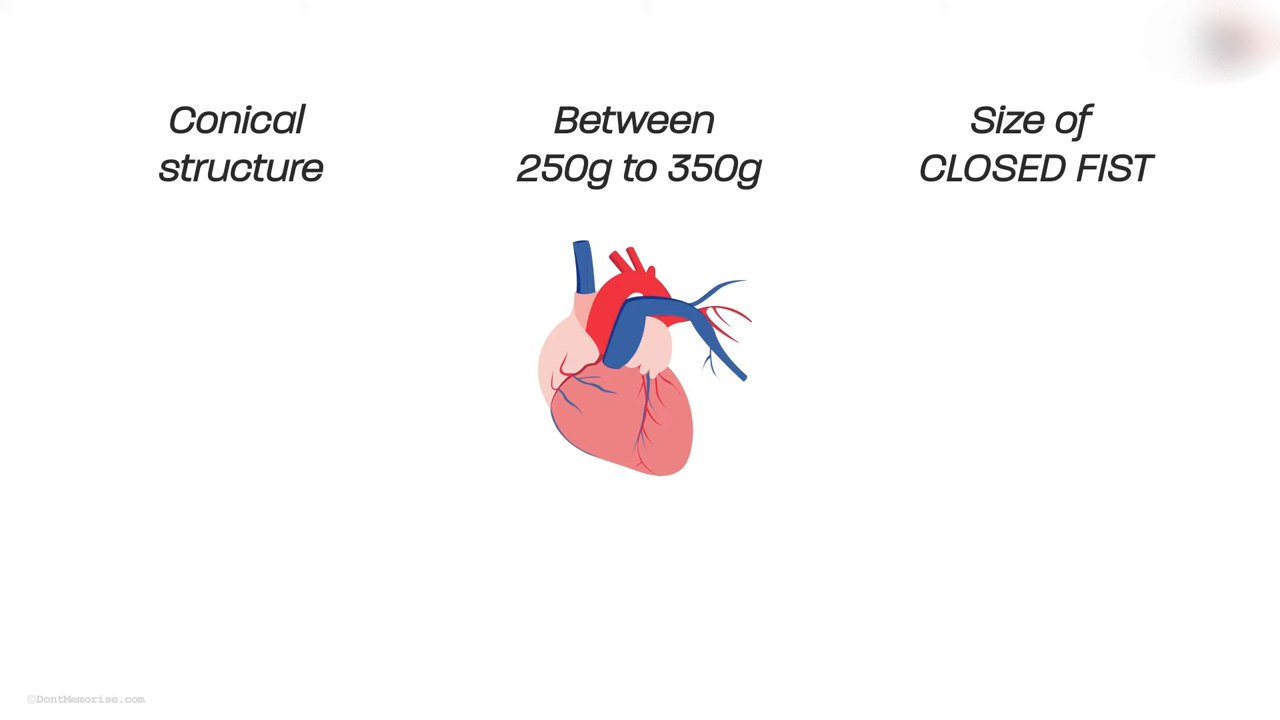 Conical
structure
Between
250g to 350g
Size of
CLOSED FIST
©DontMemorise.com